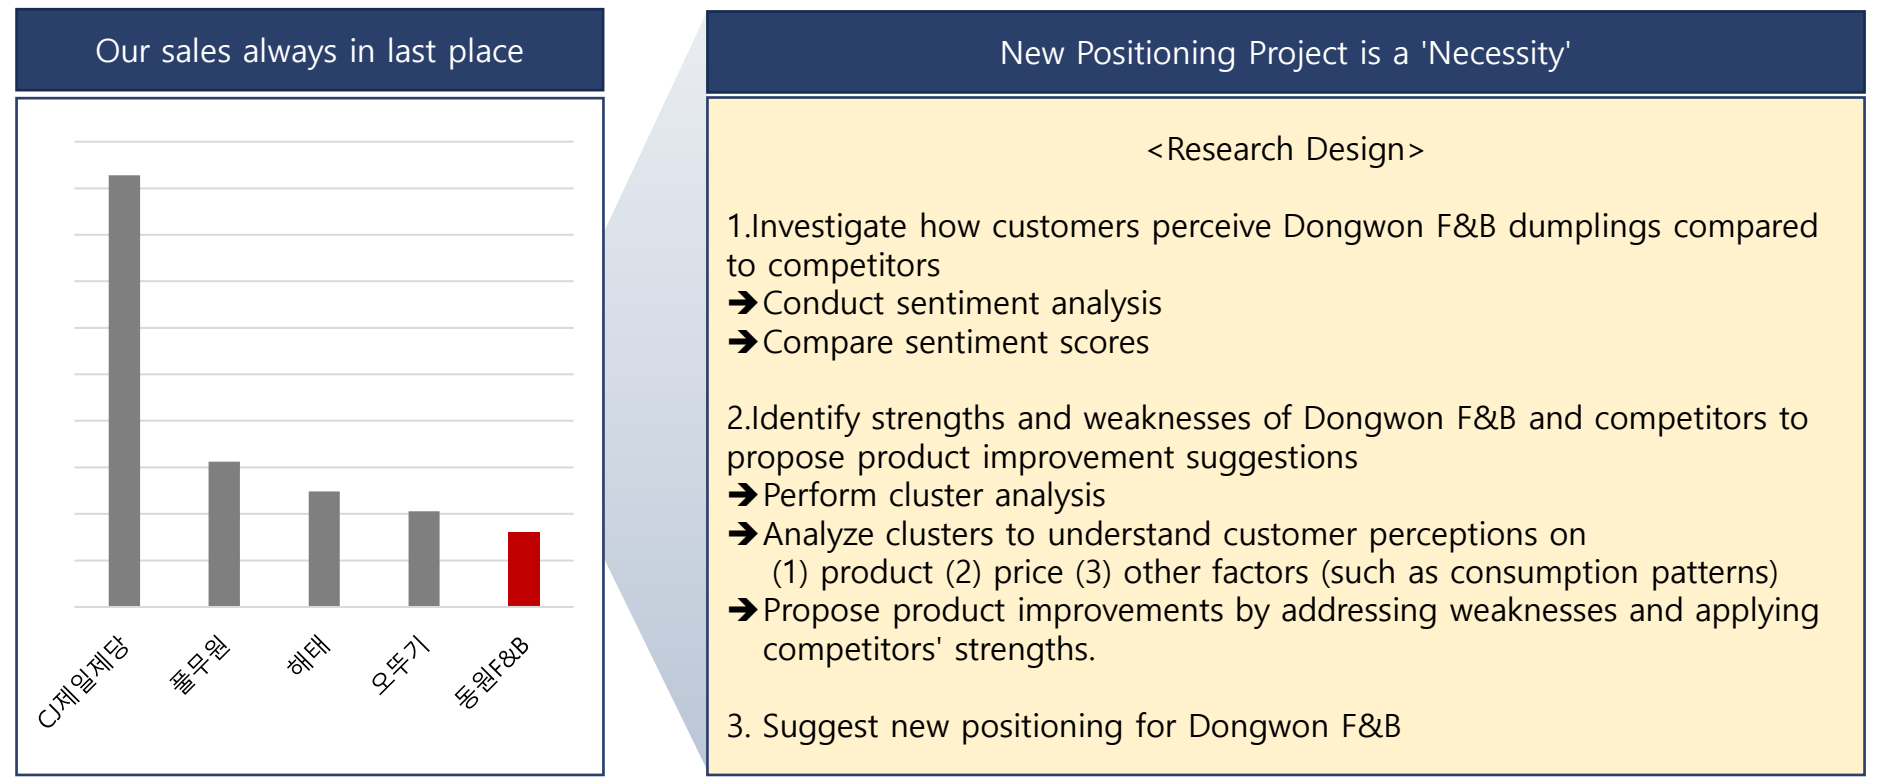 Our sales always in last place
CJ제일제당
풀무원
해태
오뚜기
동원F&B
New Positioning Project is a 'Necessity'
<Research Design>
1.Investigate how customers perceive Dongwon F&B dumplings compared
to competitors
➔Conduct sentiment analysis
➔Compare sentiment scores
2.Identify strengths and weaknesses of Dongwon F&B and competitors to
propose product improvement suggestions
➔Perform cluster analysis
➔Analyze clusters to understand customer perceptions on
(1) product (2) price (3) other factors (such as consumption patterns)
➔Propose product improvements by addressing weaknesses and applying
competitors' strengths.
3. Suggest new positioning for Dongwon F&B